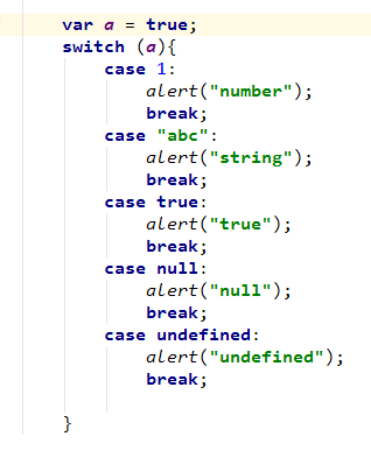 var a = true;
switch (a){
case 1:
alert("number");
break;
case "abc":
alert("string");
break;
case true:
alert("true");
break;
case null:
alert("null");
break;
case undefined:
alert("undefined");
break;
}